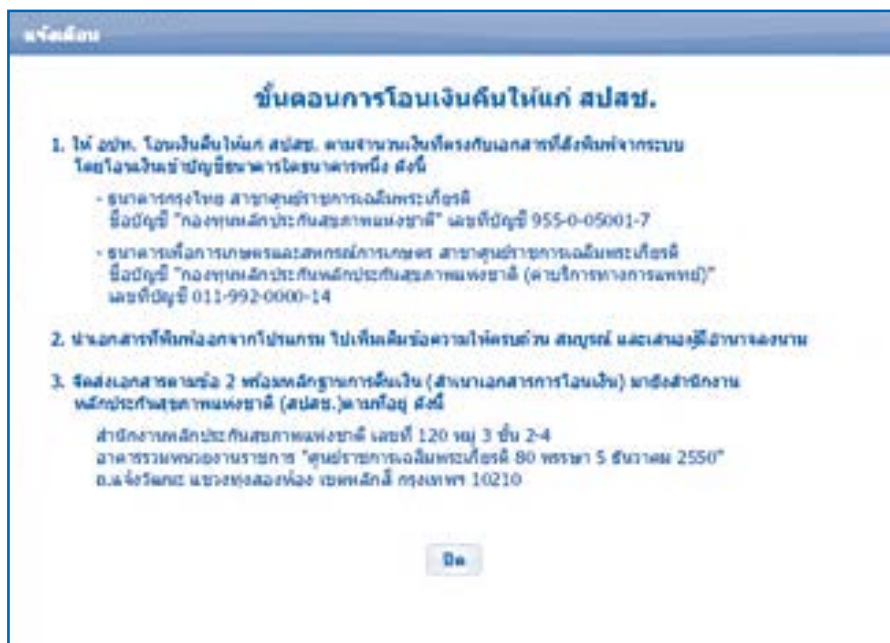 แจ้งเตือน
ขั้นตอนการโอนเงินคืนให้แก่ สปสช.
1. ให้ อปท. โอนเงินคืนให้แก่ สปสช. ตามจำนวนเงินที่ตรงกับเอกสารที่สั่งพิมพ์จากระบบ
โดยโอนเงินเข้าบัญชีธนาคารใดธนาคารหนึ่ง ดังนี้
- ธนาคารกรุงไทย สาขาศูนย์ราชการเฉลิมพระเกียรติ
ชื่อบัญชี "กองทุนหลักประกันสุขภาพแห่งชาติ" เลขที่บัญชี 955-0-05001-7
- ธนาคารเพื่อการเกษตรและสหกรณ์การเกษตร สาขาศูนย์ราชการเฉลิมพระเกียรติ
ชื่อบัญชี "กองทุนหลักประกันหลักประกันสุขภาพแห่งชาติ (ค่าบริการทางการแพทย์)"
เลขที่บัญชี 011-992-0000-14
2. นำเอกสารที่พิมพ์ออกจากโปรแกรม ไปเพิ่มเติมข้อความให้ครบถ้วน สมบูรณ์ และเสนอผู้มีอำนาจลงนาม
3. จัดส่งเอกสารตามข้อ 2 พร้อมหลักฐานการคืนเงิน (สำเนาเอกสารการโอนเงิน) มายังสำนักงาน
หลักประกันสุขภาพแห่งชาติ (สปสช.)ตามที่อยู่ ดังนี้
สำนักงานหลักประกันสุขภาพแห่งชาติ เลขที่ 120 หมู่ 3 ชั้น 2-4
อาคารรวมหน่วยงานราชการ "ศูนย์ราชการเฉลิมพระเกียรติ 80 พรรษา 5 ธันวาคม 2550"
ถ.แจ้งวัฒนะ แขวงทุ่งสองห้อง เขตหลักสี่ กรุงเทพฯ 10210
ปิด